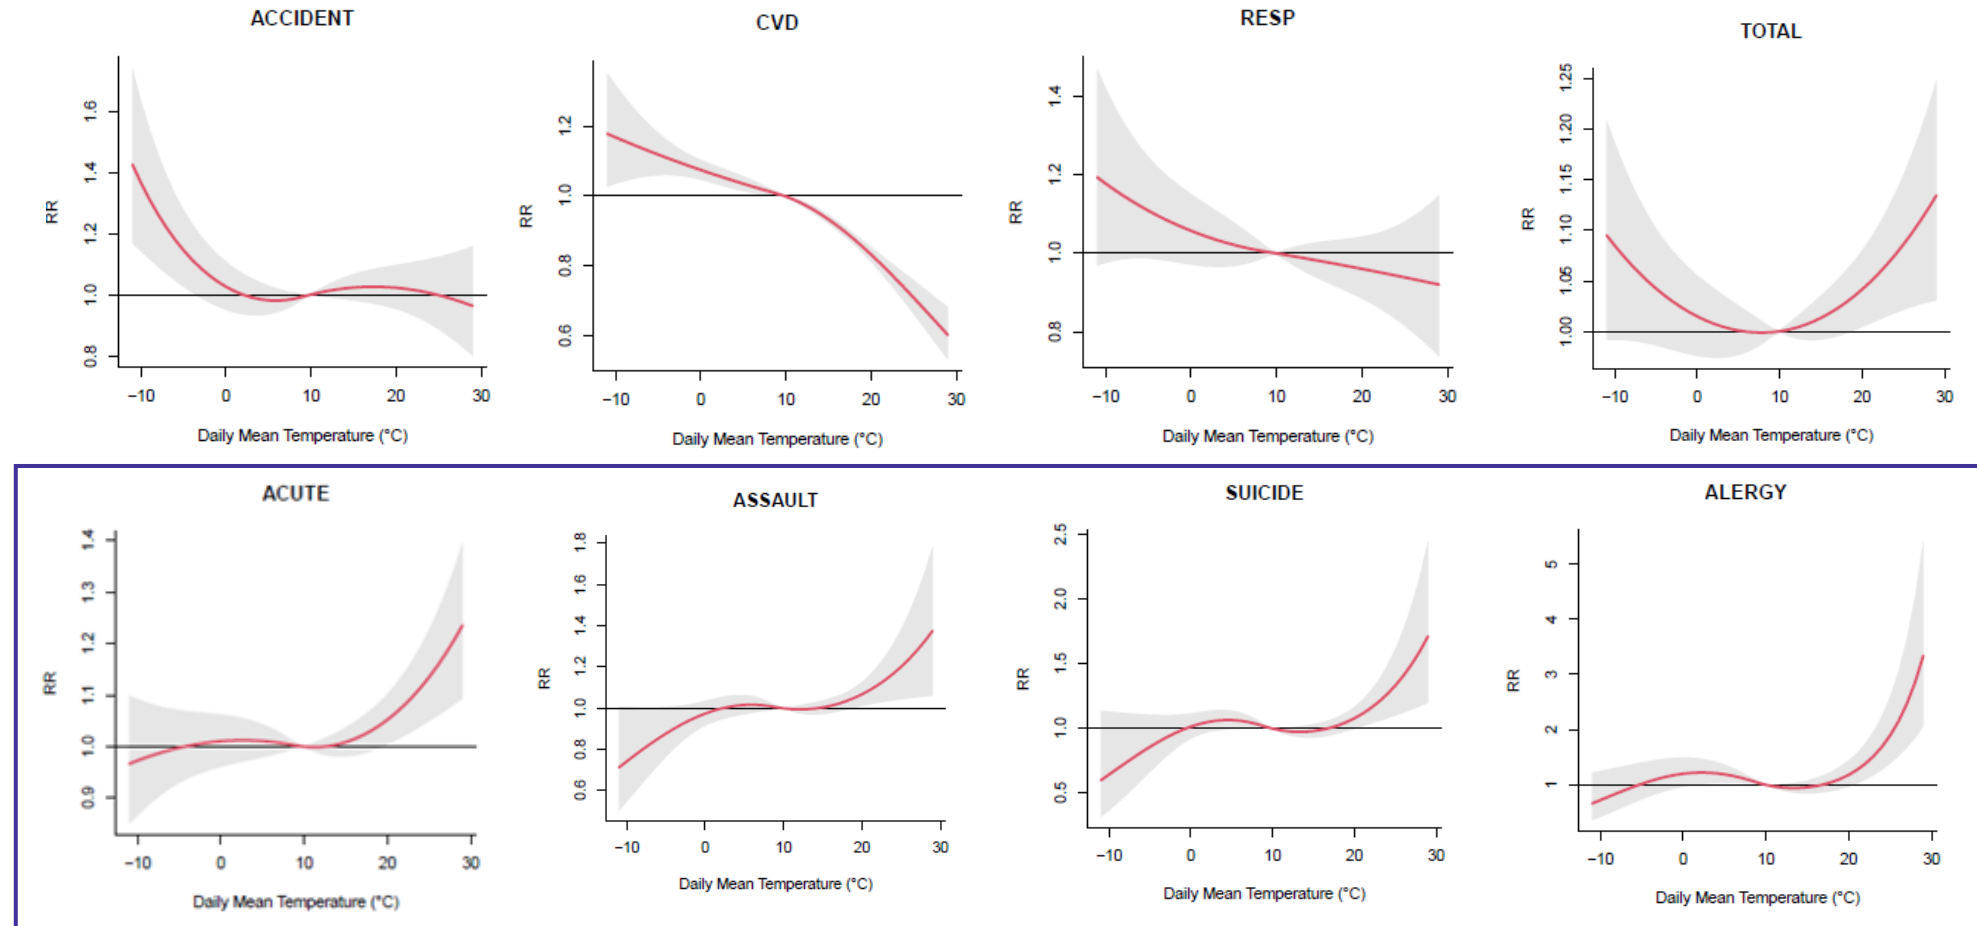 ACCIDENT
RR
0.8 1.0 1.2 1.4 1.6
−10 0 10 20 30
Daily Mean Temperature (°C)
CVD
RR
0.6 0.8 1.0 1.2
−10 0 10 20 30
Daily Mean Temperature (°C)
RESP
RR
0.8 1.0 1.2 1.4
−10 0 10 20 30
Daily Mean Temperature (°C)
TOTAL
RR
1.00 1.05 1.10 1.15 1.20 1.25
−10 0 10 20 30
Daily Mean Temperature (°C)
ACUTE
RR
0.9 1.0 1.1 1.2 1.3 1.4
−10 0 10 20 30
Daily Mean Temperature (°C)
ASSAULT
RR
0.6 0.8 1.0 1.2 1.4 1.6 1.8
−10 0 10 20 30
Daily Mean Temperature (°C)
SUICIDE
RR
0.5 1.0 1.5 2.0 2.5
−10 0 10 20 30
Daily Mean Temperature (°C)
ALERGY
RR
1 2 3 4 5
−10 0 10 20 30
Daily Mean Temperature (°C)